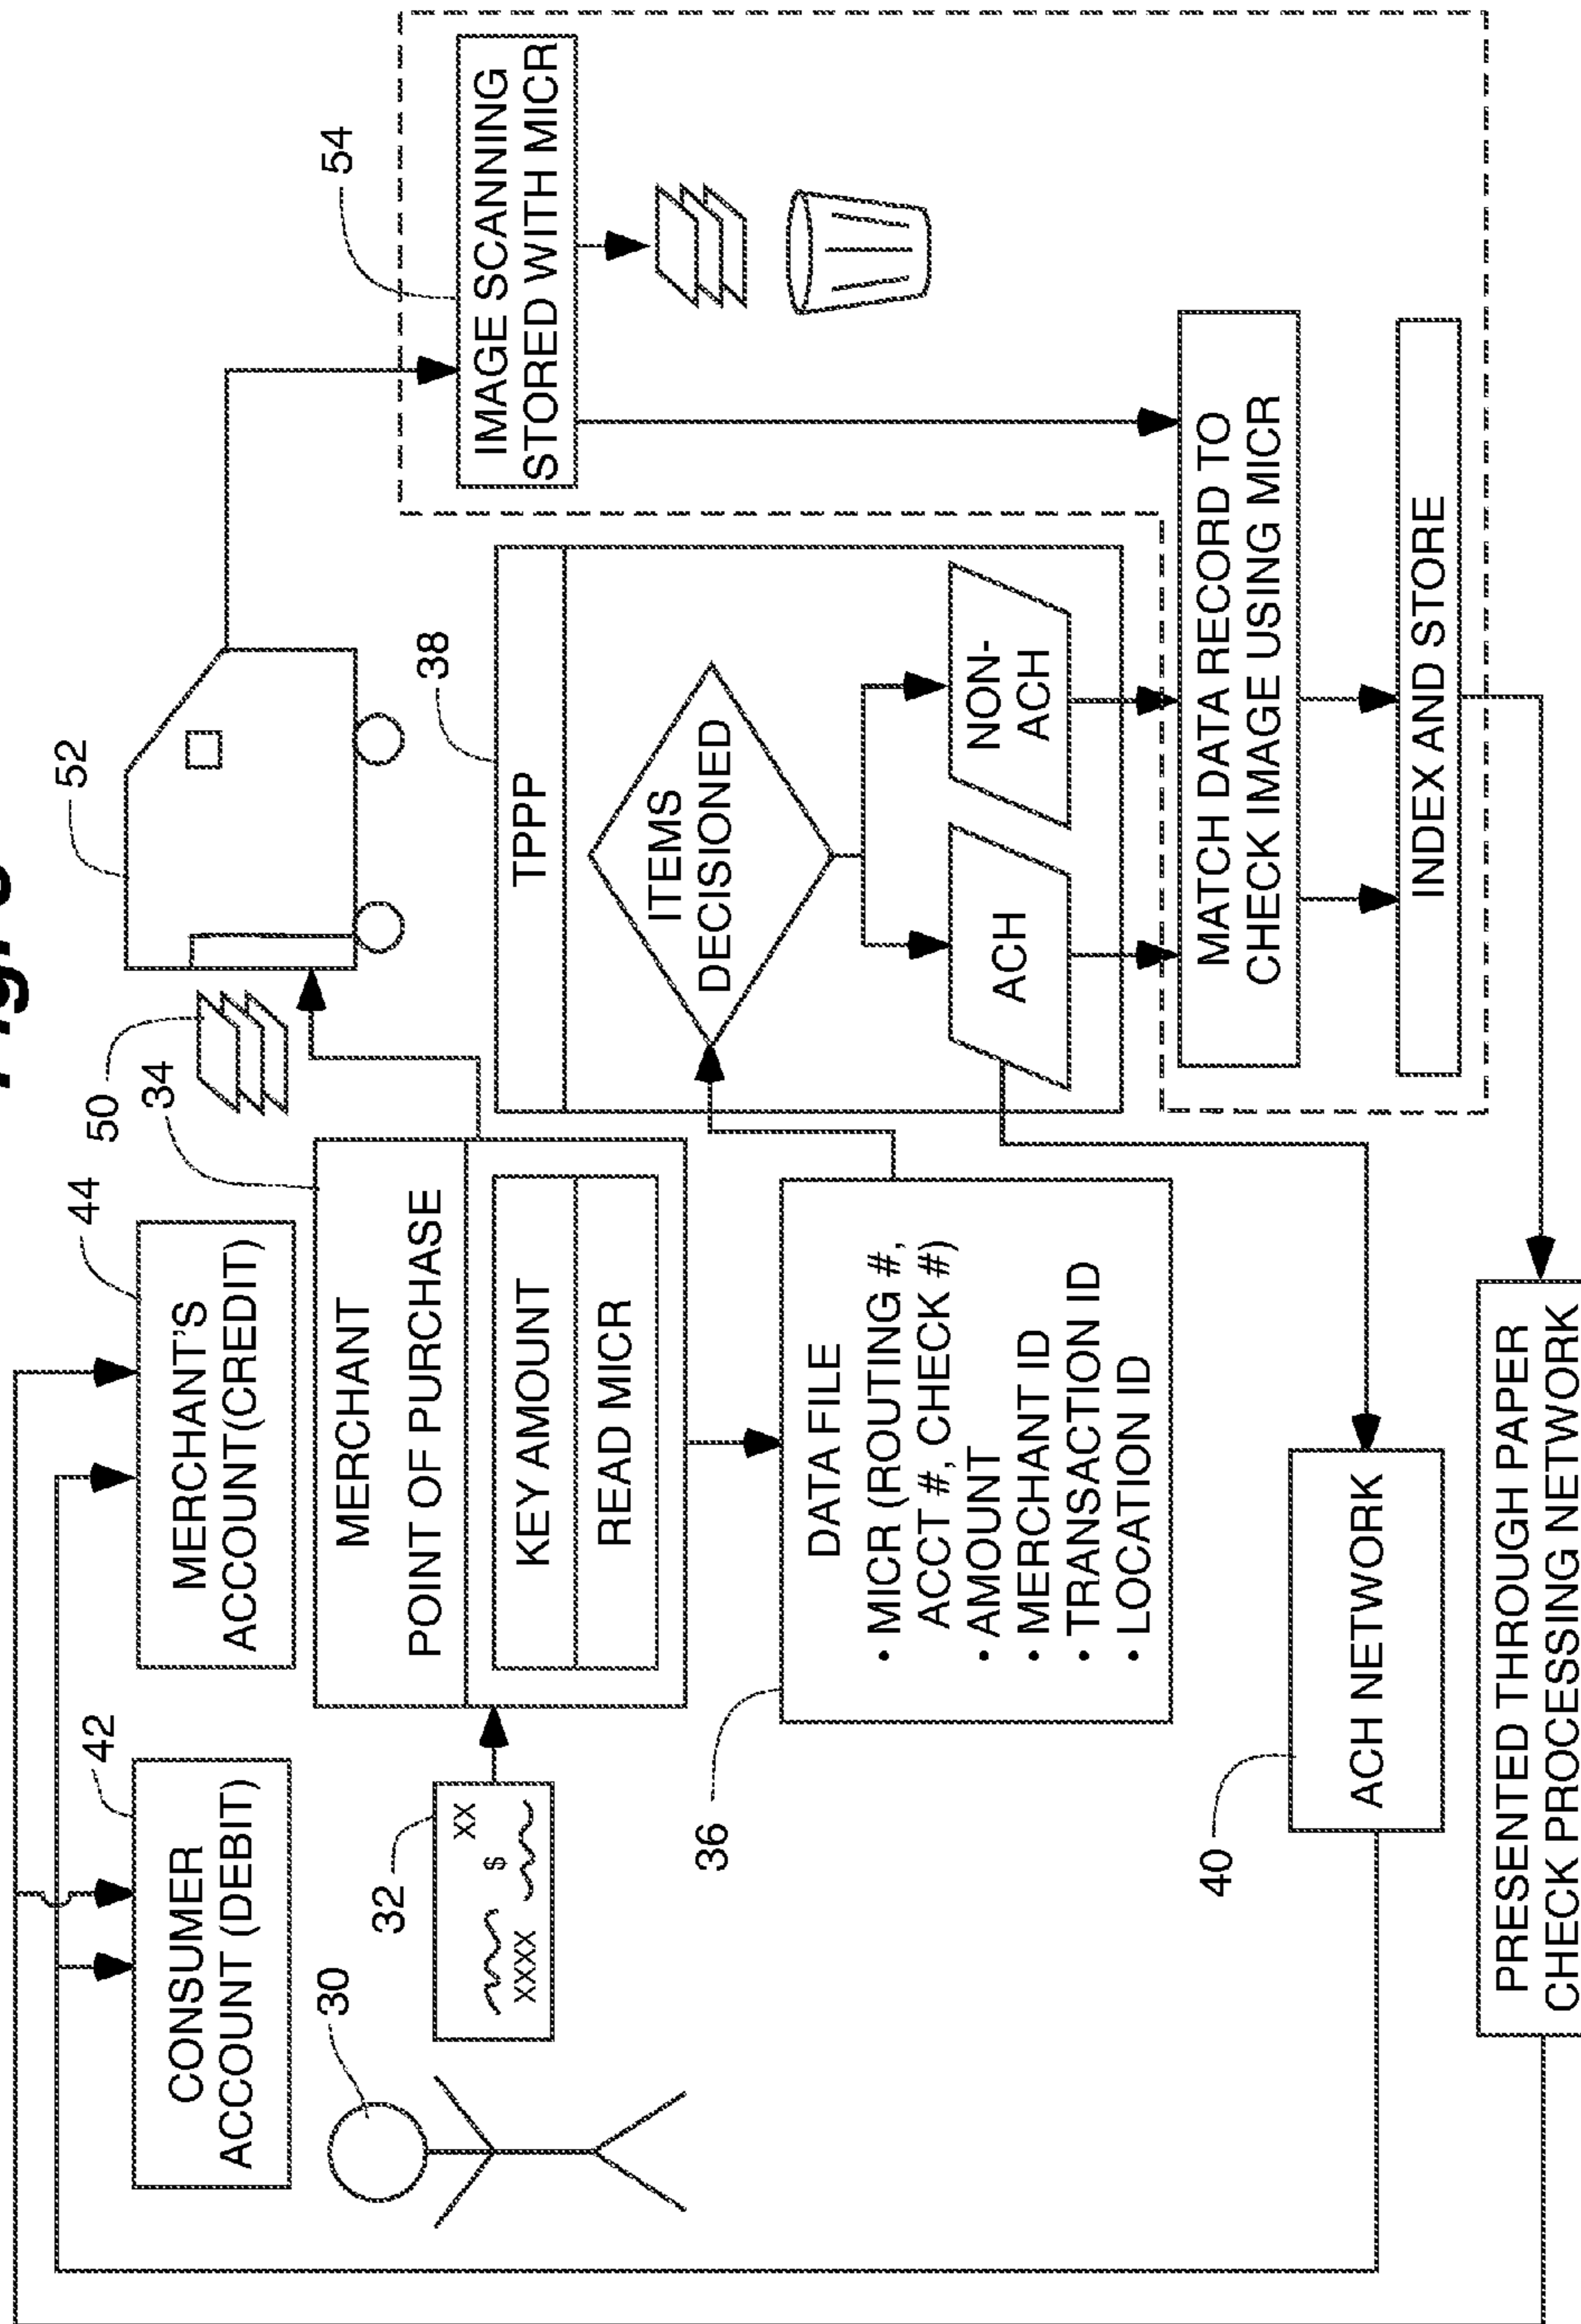 52
44
50
34
42
CONSUMER
ACCOUNT (DEBIT)
MERCHANT'S
ACCOUNT(CREDIT)
30
32
XX
$
XXXX
MERCHANT
POINT OF PURCHASE
KEY AMOUNT
READ MICR
54
IMAGE SCANNING
STORED WITH MICR
38
TPPP
ITEMS
DECISIONED
ACH
NON-
ACH
36
DATA FILE
• MICR (ROUTING #,
ACCT #, CHECK #)
• AMOUNT
• MERCHANT ID
• TRANSACTION ID
• LOCATION ID
MATCH DATA RECORD TO
CHECK IMAGE USING MICR
INDEX AND STORE
40
ACH NETWORK
PRESENTED THROUGH PAPER
CHECK PROCESSING NETWORK